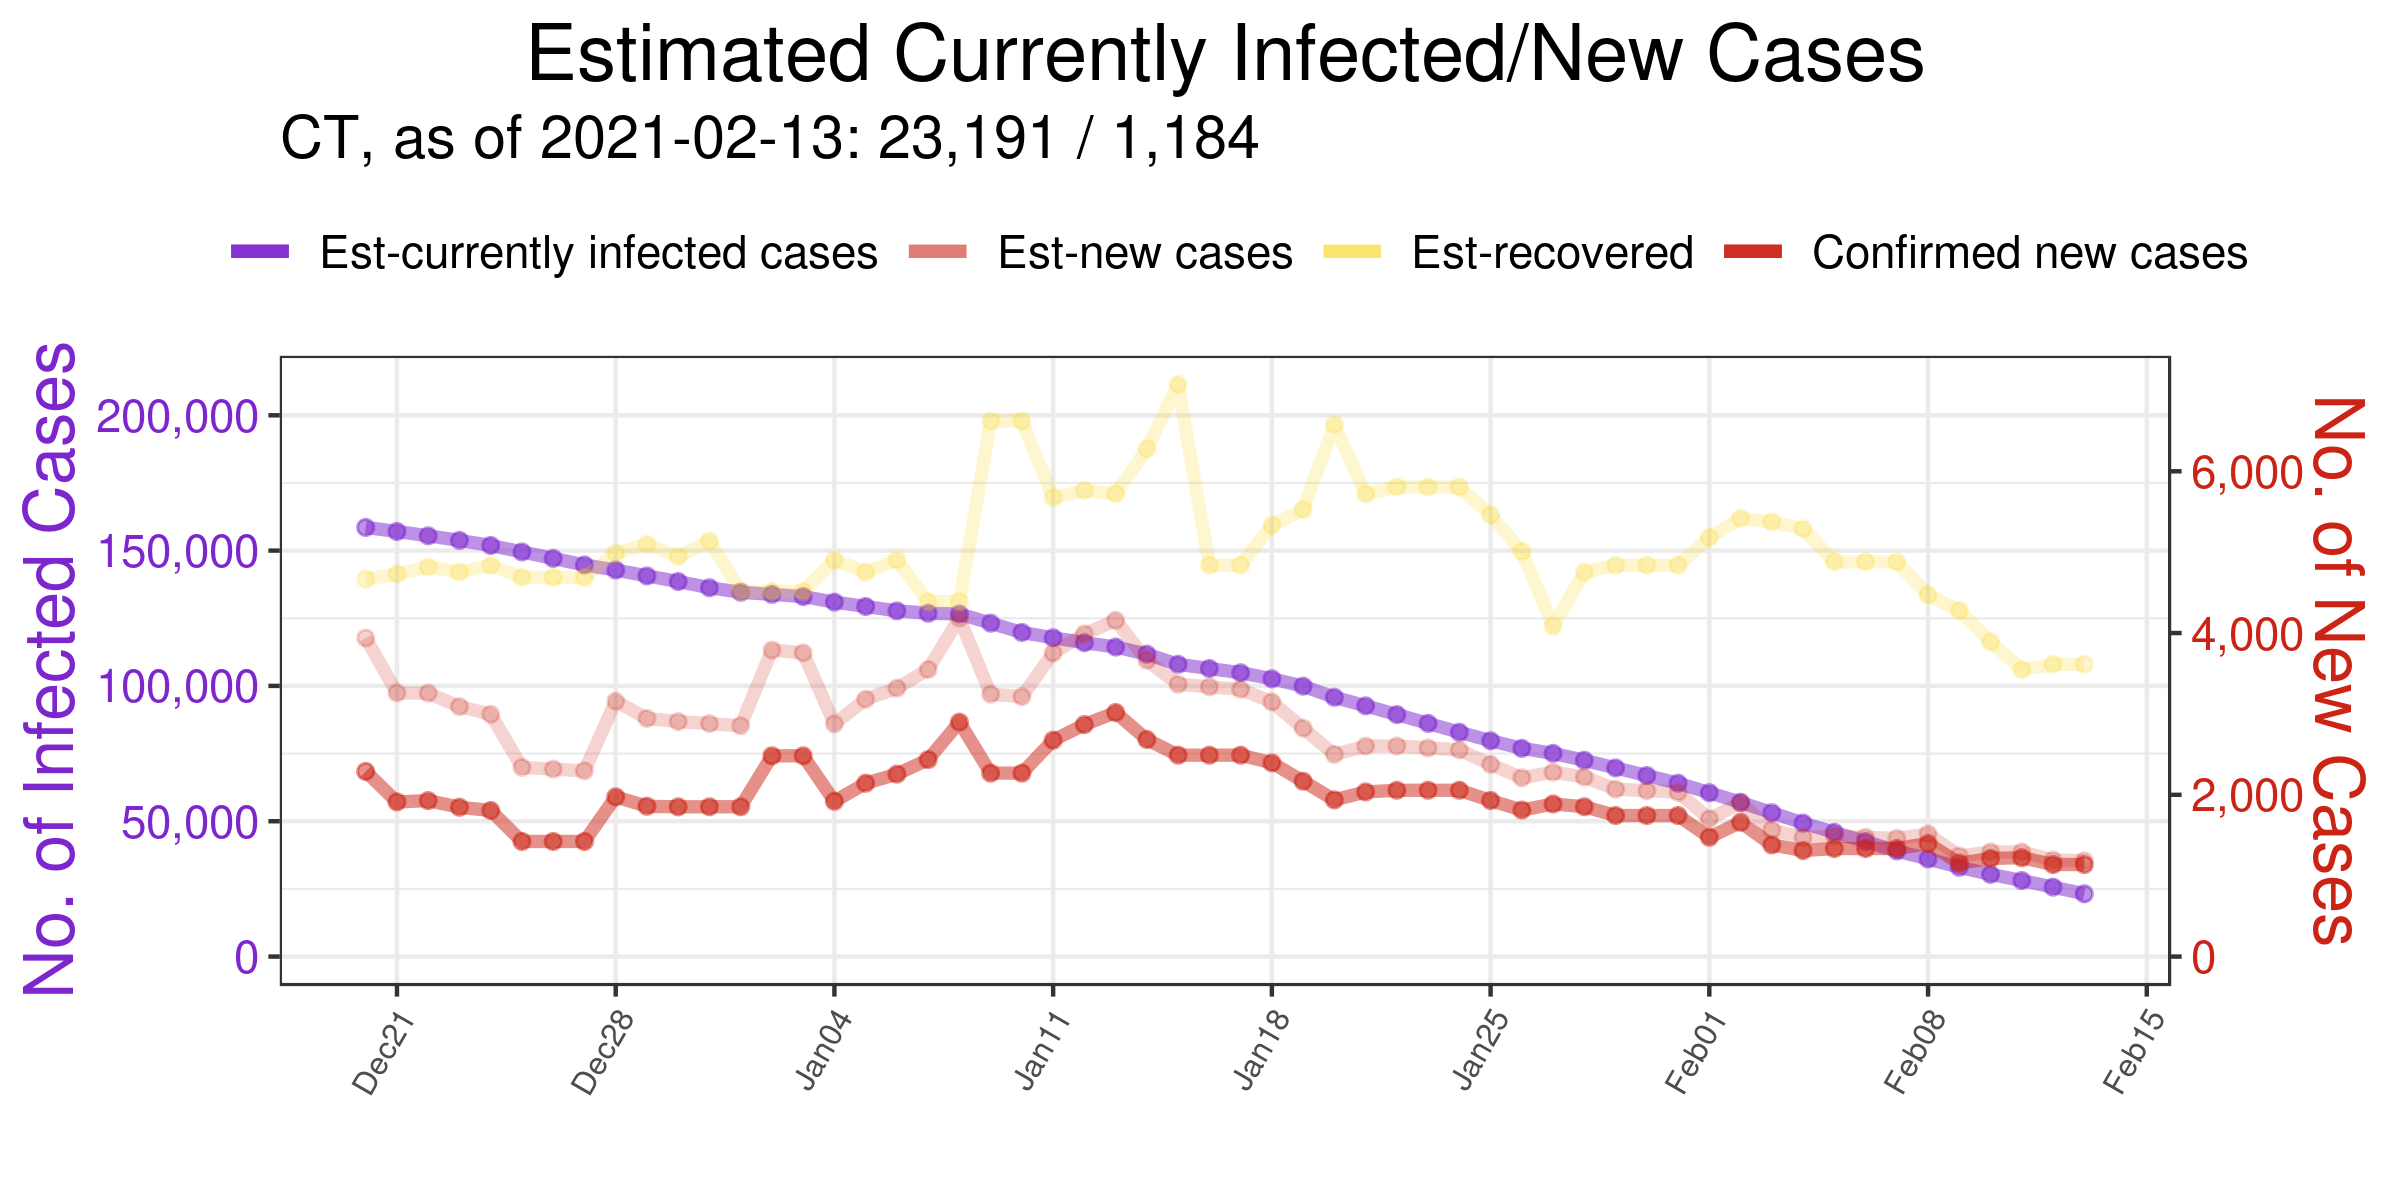 Estimated Currently Infected/New Cases
CT, as of 2021-02-13: 23,191 / 1,184
Est-currently infected cases Est-new cases Est-recovered Confirmed new cases
No. of Infected Cases
200,000
150,000
100,000
50,000
0
6,000
4,000
2,000
0
No. of New Cases
Dec21 Dec28 Jan04 Jan11 Jan18 Jan25 Feb01 Feb08 Feb15